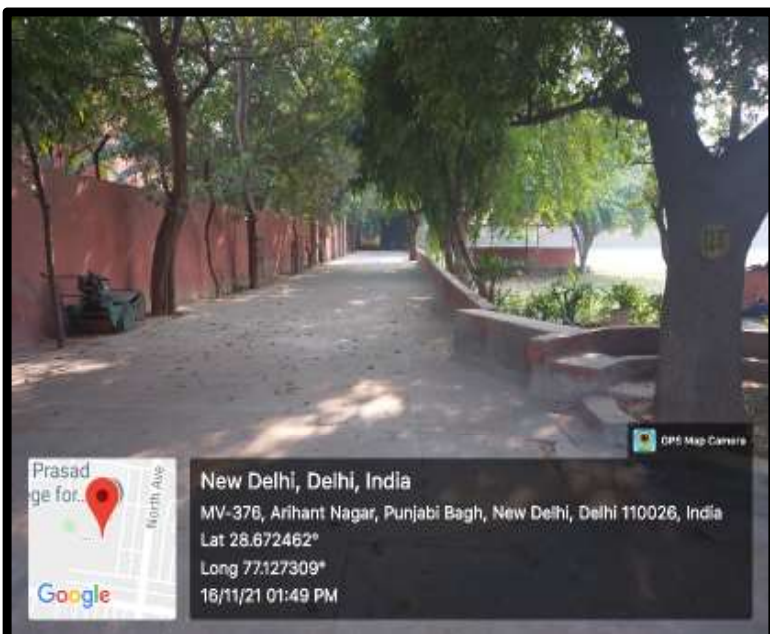 GPS Map Camera
Prasad
ge for...
North Ave
Google
New Delhi, Delhi, India
MV-376, Arihant Nagar, Punjabi Bagh, New Delhi, Delhi 110026, India
Lat 28.672462°
Long 77.127309°
16/11/21 01:49 PM